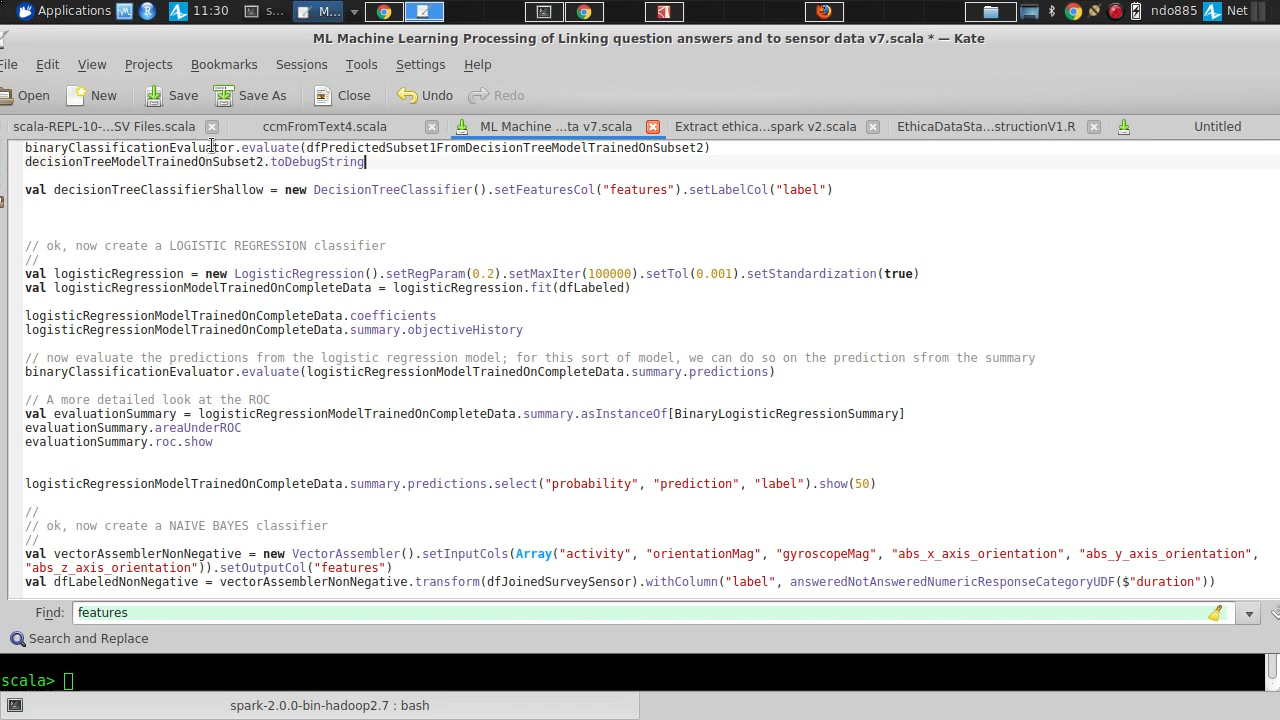 Applications 11:30 s... M... ndo885 Net
ML Machine Learning Processing of Linking question answers and to sensor data v7.scala * — Kate
File Edit View Projects Bookmarks Sessions Tools Settings Help
Open New Save Save As Close Undo Redo
scala-REPL-10-...SV Files.scala ccmFromText4.scala ML Machine ...ta v7.scala Extract ethica...spark v2.scala EthicaDataSta...structionV1.R Untitled
binaryClassificationEvaluator.evaluate(dfPredictedSubset1FromDecisionTreeModelTrainedOnSubset2)
decisionTreeModelTrainedOnSubset2.toDebugString
val decisionTreeClassifierShallow = new DecisionTreeClassifier().setFeaturesCol("features").setLabelCol("label")
// ok, now create a LOGISTIC REGRESSION classifier
//
val logisticRegression = new LogisticRegression().setRegParam(0.2).setMaxIter(100000).setTol(0.001).setStandardization(true)
val logisticRegressionModelTrainedOnCompleteData = logisticRegression.fit(dfLabeled)
logisticRegressionModelTrainedOnCompleteData.coefficients
logisticRegressionModelTrainedOnCompleteData.summary.objectiveHistory
// now evaluate the predictions from the logistic regression model; for this sort of model, we can do so on the prediction sfrom the summary
binaryClassificationEvaluator.evaluate(logisticRegressionModelTrainedOnCompleteData.summary.predictions)
// A more detailed look at the ROC
val evaluationSummary = logisticRegressionModelTrainedOnCompleteData.summary.asInstanceOf[BinaryLogisticRegressionSummary]
evaluationSummary.areaUnderROC
evaluationSummary.roc.show
logisticRegressionModelTrainedOnCompleteData.summary.predictions.select("probability", "prediction", "label").show(50)
//
// ok, now create a NAIVE BAYES classifier
//
val vectorAssemblerNonNegative = new VectorAssembler().setInputCols(Array("activity", "orientationMag", "gyroscopeMag", "abs_x_axis_orientation", "abs_y_axis_orientation",
"abs_z_axis_orientation")).setOutputCol("features")
val dfLabeledNonNegative = vectorAssemblerNonNegative.transform(dfJoinedSurveySensor).withColumn("label", answeredNotAnsweredNumericResponseCategoryUDF($"duration"))
Find: features
Search and Replace
scala>
spark-2.0.0-bin-hadoop2.7 : bash